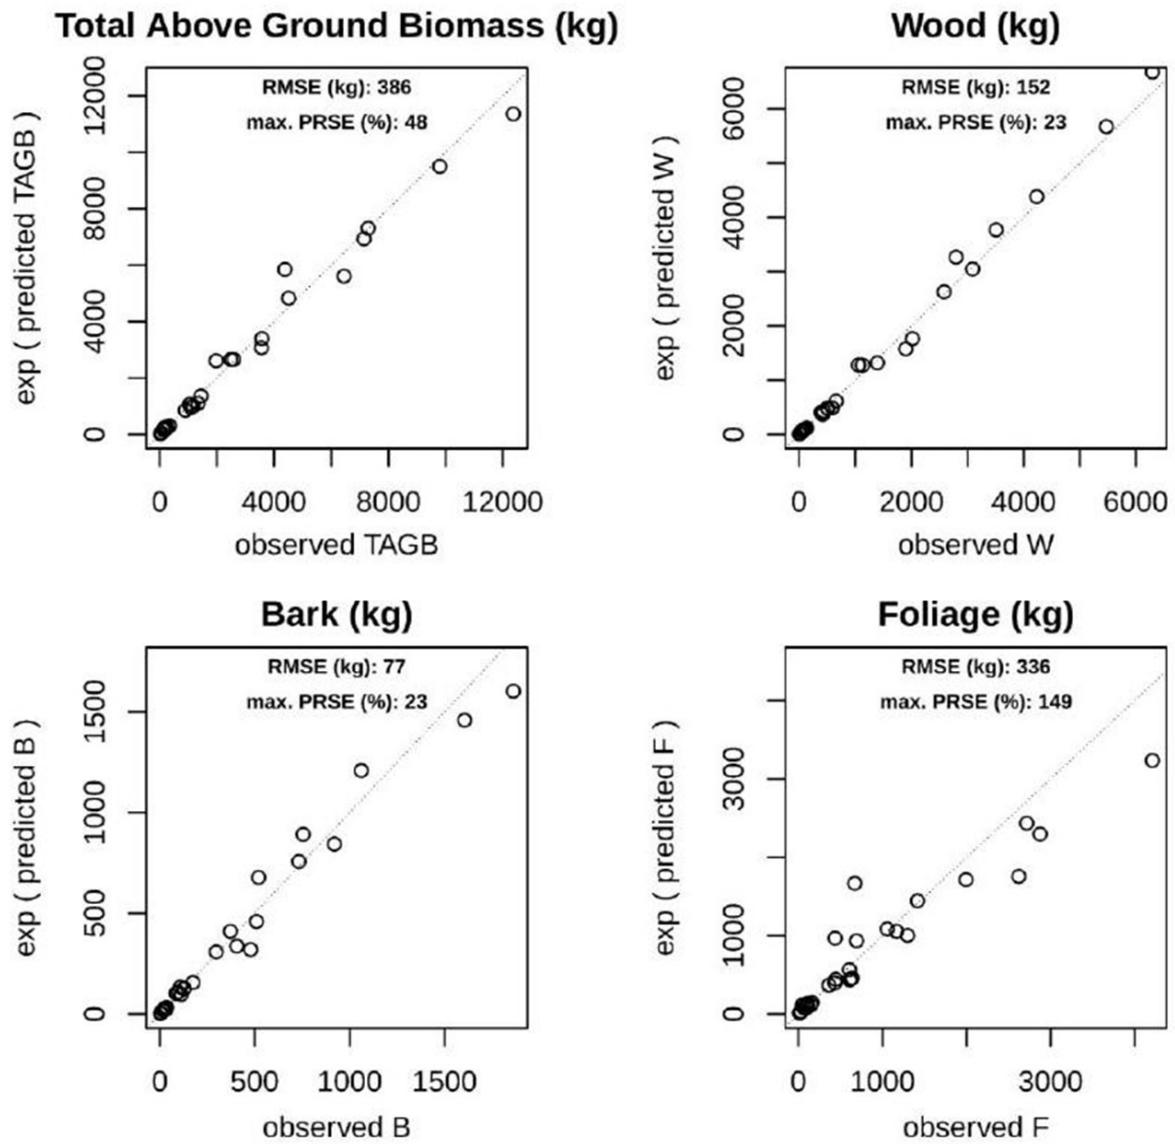 Total Above Ground Biomass (kg)
RMSE (kg): 386
max. PRSE (%): 48
exp ( predicted TAGB )
12000
8000
4000
0
0 4000 8000 12000
observed TAGB
Wood (kg)
RMSE (kg): 152
max. PRSE (%): 23
exp ( predicted W )
6000
4000
2000
0
0 2000 4000 6000
observed W
Bark (kg)
RMSE (kg): 77
max. PRSE (%): 23
exp ( predicted B )
1500
1000
500
0
0 500 1000 1500
observed B
Foliage (kg)
RMSE (kg): 336
max. PRSE (%): 149
exp ( predicted F )
3000
1000
0
0 1000 3000
observed F